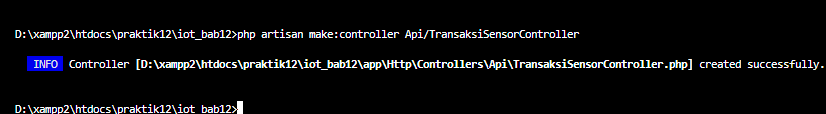 D:\xampp2\htdocs\praktik12\iot_bab12>php artisan make:controller Api/TransaksiSensorController
INFO Controller [D:\xampp2\htdocs\praktik12\iot_bab12\app\Http\Controllers\Api\TransaksiSensorController.php] created successfully.
D:\xampp2\htdocs\praktik12\iot_bab12>